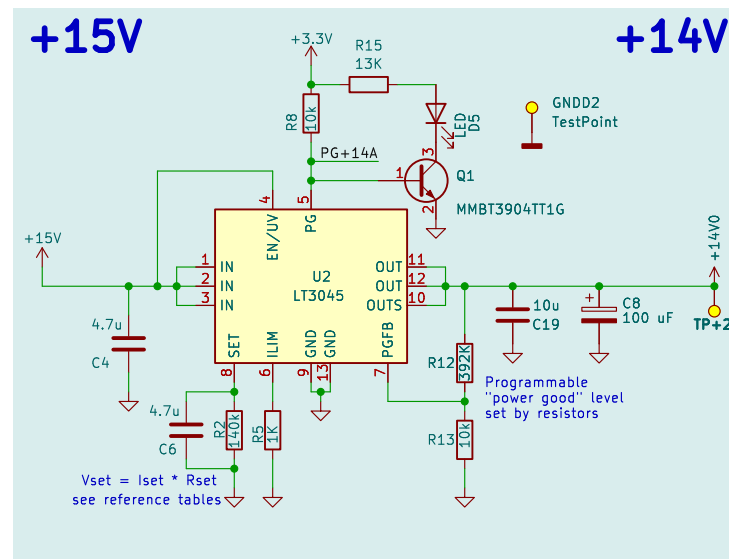 +15V
+14V
+3.3V
R15
13K
R8
10k
LED
D5
GNDD2
TestPoint
PG+14A
1
3
2
Q1
MMBT3904TT1G
4
5
EN/UV
PG
+15V
1
IN
2
IN
3
IN
U2
LT3045
OUT
11
OUT
12
OUTS
10
+14V0
TP+2
4.7u
C4
10u
C19
+
C8
100 uF
SET
ILIM
GND
GND
PGFB
8
6
9
13
7
R12
392K
Programmable
"power good" level
set by resistors
R13
10k
4.7u
C6
R2
140k
R5
1K
Vset = Iset * Rset
see reference tables